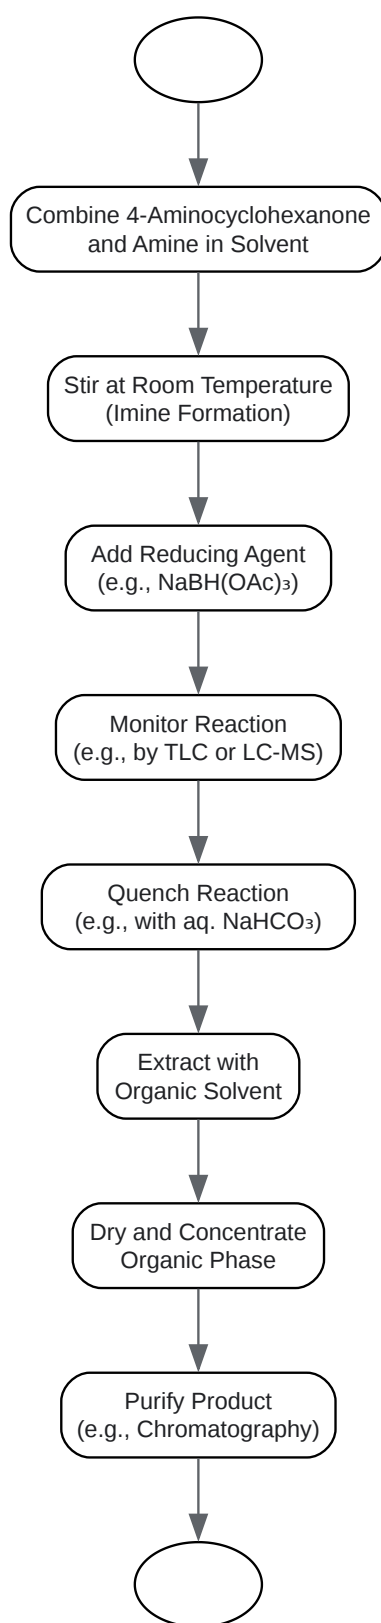 Combine 4-Aminocyclohexanone
and Amine in Solvent
Stir at Room Temperature
(Imine Formation)
Add Reducing Agent
(e.g., NaBH(OAc)₃)
Monitor Reaction
(e.g., by TLC or LC-MS)
Quench Reaction
(e.g., with aq. NaHCO₃)
Extract with
Organic Solvent
Dry and Concentrate
Organic Phase
Purify Product
(e.g., Chromatography)